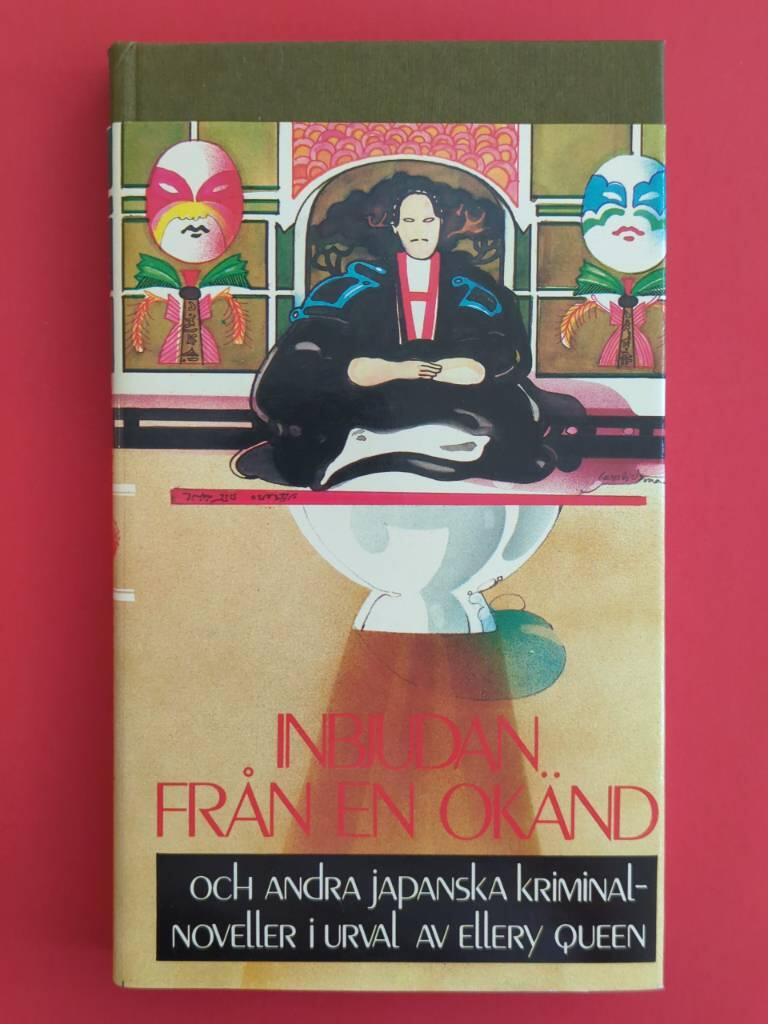 INBJUDAN
FRÅN EN OKÄND
OCH ANDRA JAPANSKA KRIMINAL-
NOVELLER I URVAL AV ELLERY QUEEN